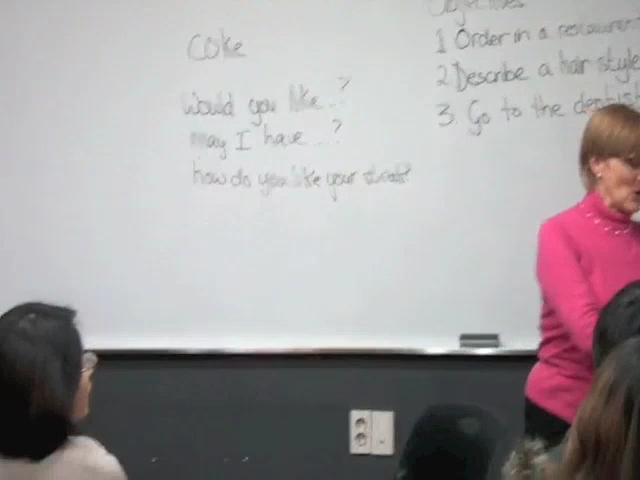 Coke
Would you like...?
may I have...?
how do you like your steak?
Objectives
1 Order in a restaurant
2 Describe a hair style
3. Go to the dentist